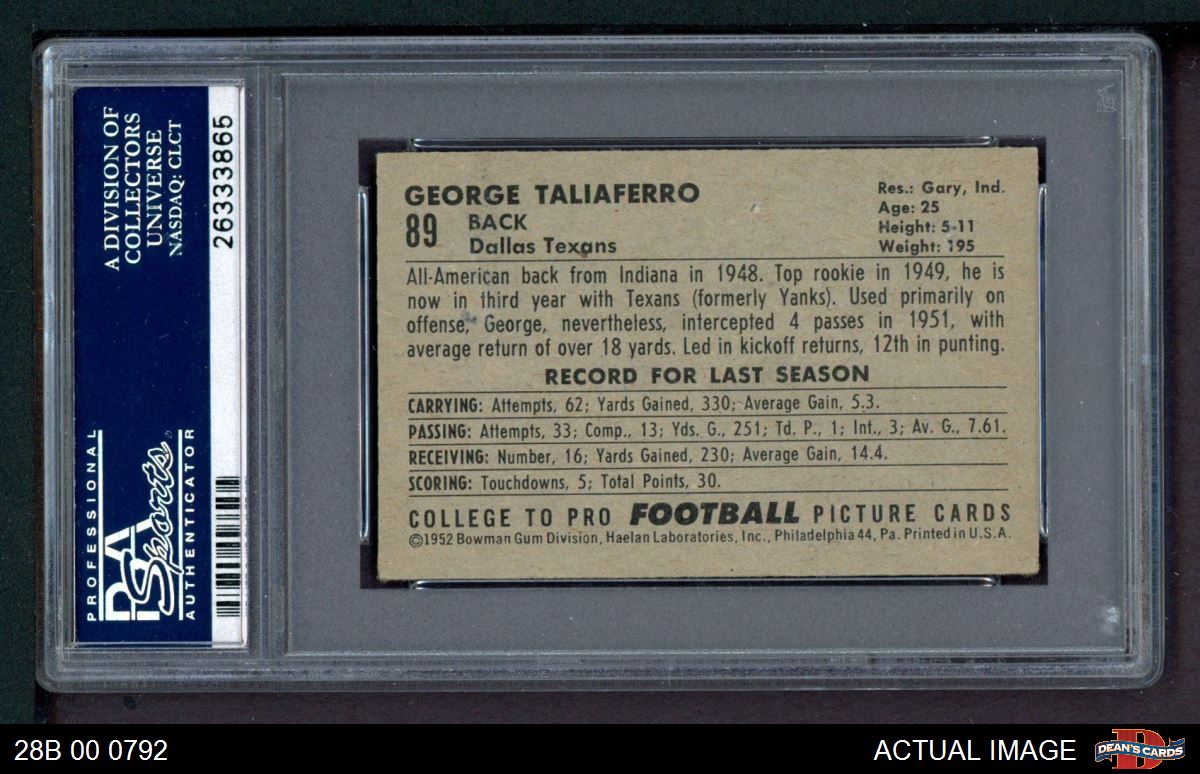 A DIVISION OF
COLLECTORS
UNIVERSE
NASDAQ: CLCT
26333865
PROFESSIONAL
PSA
Sports
AUTHENTICATOR
GEORGE TALIAFERRO
89 BACK
Dallas Texans
Res.: Gary, Ind.
Age: 25
Height: 5-11
Weight: 195
All-American back from Indiana in 1948. Top rookie in 1949, he is
now in third year with Texans (formerly Yanks). Used primarily on
offense, George, nevertheless, intercepted 4 passes in 1951, with
average return of over 18 yards. Led in kickoff returns, 12th in punting.
RECORD FOR LAST SEASON
CARRYING: Attempts, 62; Yards Gained, 330; Average Gain, 5.3.
PASSING: Attempts, 33; Comp., 13; Yds. G., 251; Td. P., 1; Int., 3; Av. G., 7.61.
RECEIVING: Number, 16; Yards Gained, 230; Average Gain, 14.4.
SCORING: Touchdowns, 5; Total Points, 30.
COLLEGE TO PRO FOOTBALL PICTURE CARDS
©1952 Bowman Gum Division, Haelan Laboratories, Inc., Philadelphia 44, Pa. Printed in U.S.A.
28B 00 0792
ACTUAL IMAGE
DEAN'S CARDS